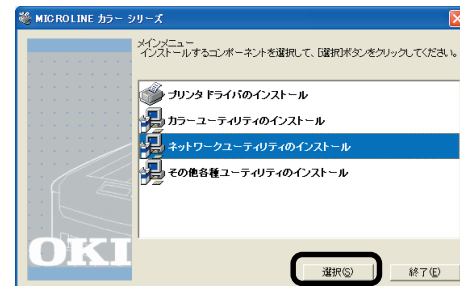 MICROLINE カラー シリーズ
メインメニュー
インストールするコンポーネントを選択して、[選択]ボタンをクリックしてください。
プリンタドライバのインストール
カラーユーティリティのインストール
ネットワークユーティリティのインストール
その他各種ユーティリティのインストール
OKI
選択(S)
終了(E)